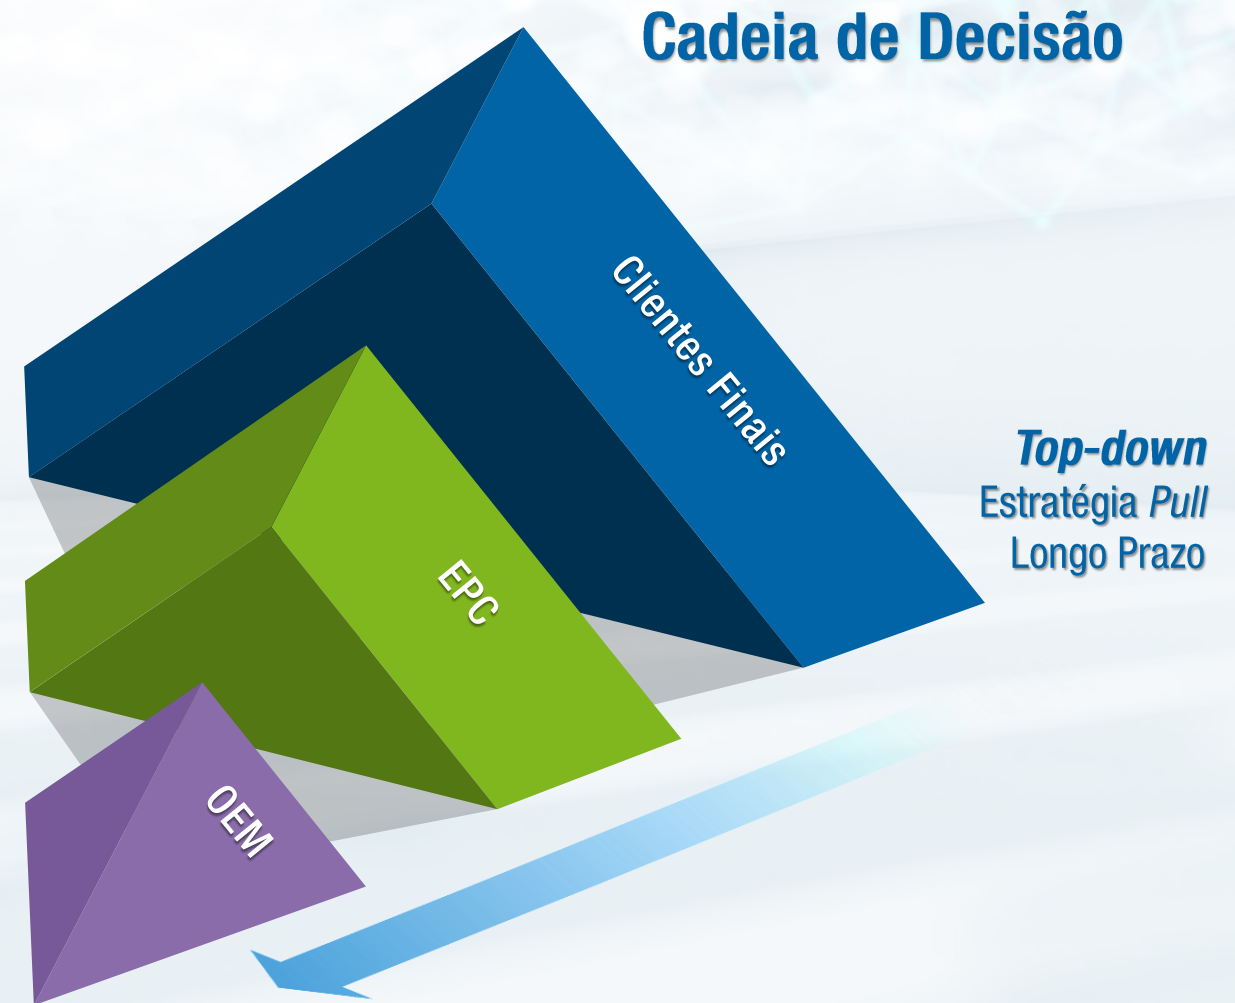 Cadeia de Decisão
Clientes Finais
Top-down
Estratégia Pull
Longo Prazo
EPC
OEM